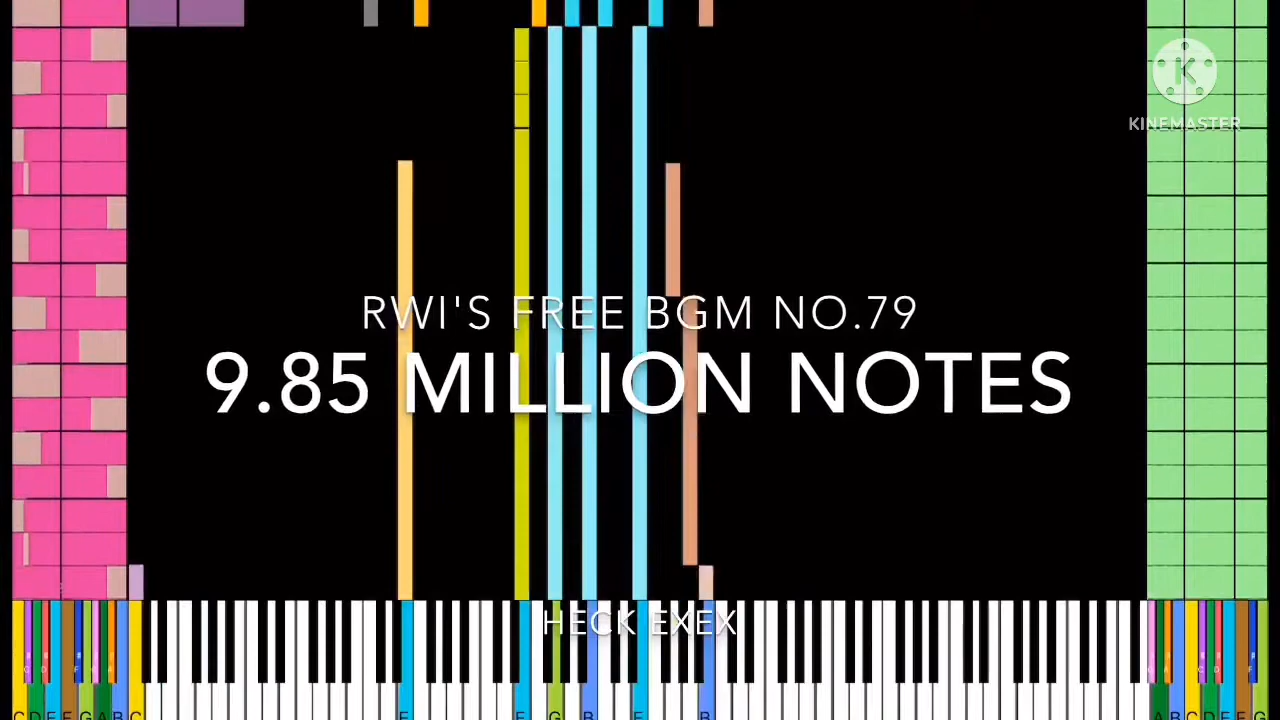 KINEMASTER
RWI'S FREE BGM NO.79
9.85 MILLION NOTES
HECK EXEX
C D E F G A B C E E G B E B A B C D E F G